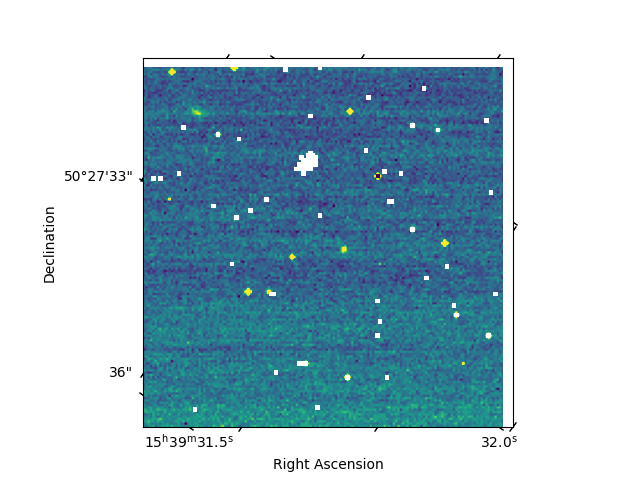 Declination
50°27'33"
36"
15ʰ39ᵐ31.5ˢ
32.0ˢ
Right Ascension